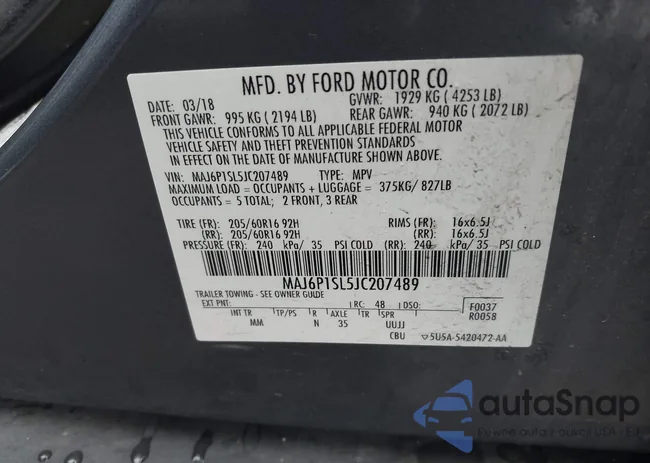 MFD. BY FORD MOTOR CO.
DATE: 03/18 GVWR: 1929 KG ( 4253 LB)
FRONT GAWR: 995 KG ( 2194 LB) REAR GAWR: 940 KG ( 2072 LB)
THIS VEHICLE CONFORMS TO ALL APPLICABLE FEDERAL MOTOR
VEHICLE SAFETY AND THEFT PREVENTION STANDARDS
IN EFFECT ON THE DATE OF MANUFACTURE SHOWN ABOVE.
VIN: MAJ6P1SL5JC207489 TYPE: MPV
MAXIMUM LOAD = OCCUPANTS + LUGGAGE = 375KG/ 827LB
OCCUPANTS = 5 TOTAL; 2 FRONT, 3 REAR
TIRE (FR): 205/60R16 92H RIMS (FR): 16x6.5J
(RR): 205/60R16 92H (RR): 16x6.5J
PRESSURE (FR): 240 kPa/ 35 PSI COLD (RR): 240 kPa/ 35 PSI COLD
MAJ6P1SL5JC207489
TRAILER TOWING - SEE OWNER GUIDE
EXT PNT: RC: 48 DSO: F0037
R0058
INT TR TP/PS R AXLE TR SPR
MM N 35 UUJJ
CBU 5U5A-5420472-AA
autoSnap